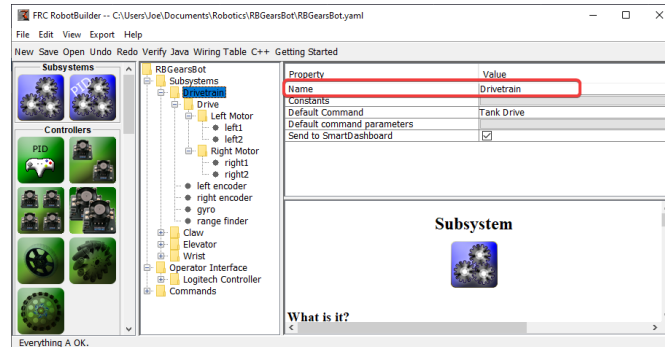 FRC RobotBuilder -- C:\Users\Joe\Documents\Robotics\RBGearsBot\RBGearsBot.yaml
File Edit View Export Help
New Save Open Undo Redo Verify Java Wiring Table C++ Getting Started
Subsystems
PID
Controllers
PID
RBGearsBot
Subsystems
Drivetrain
Drive
Left Motor
left1
left2
Right Motor
right1
right2
left encoder
right encoder
gyro
range finder
Claw
Elevator
Wrist
Operator Interface
Logitech Controller
Commands
Property Value
Name Drivetrain
Constants
Default Command Tank Drive
Default command parameters
Send to SmartDashboard
Subsystem
What is it?
Everything A OK.